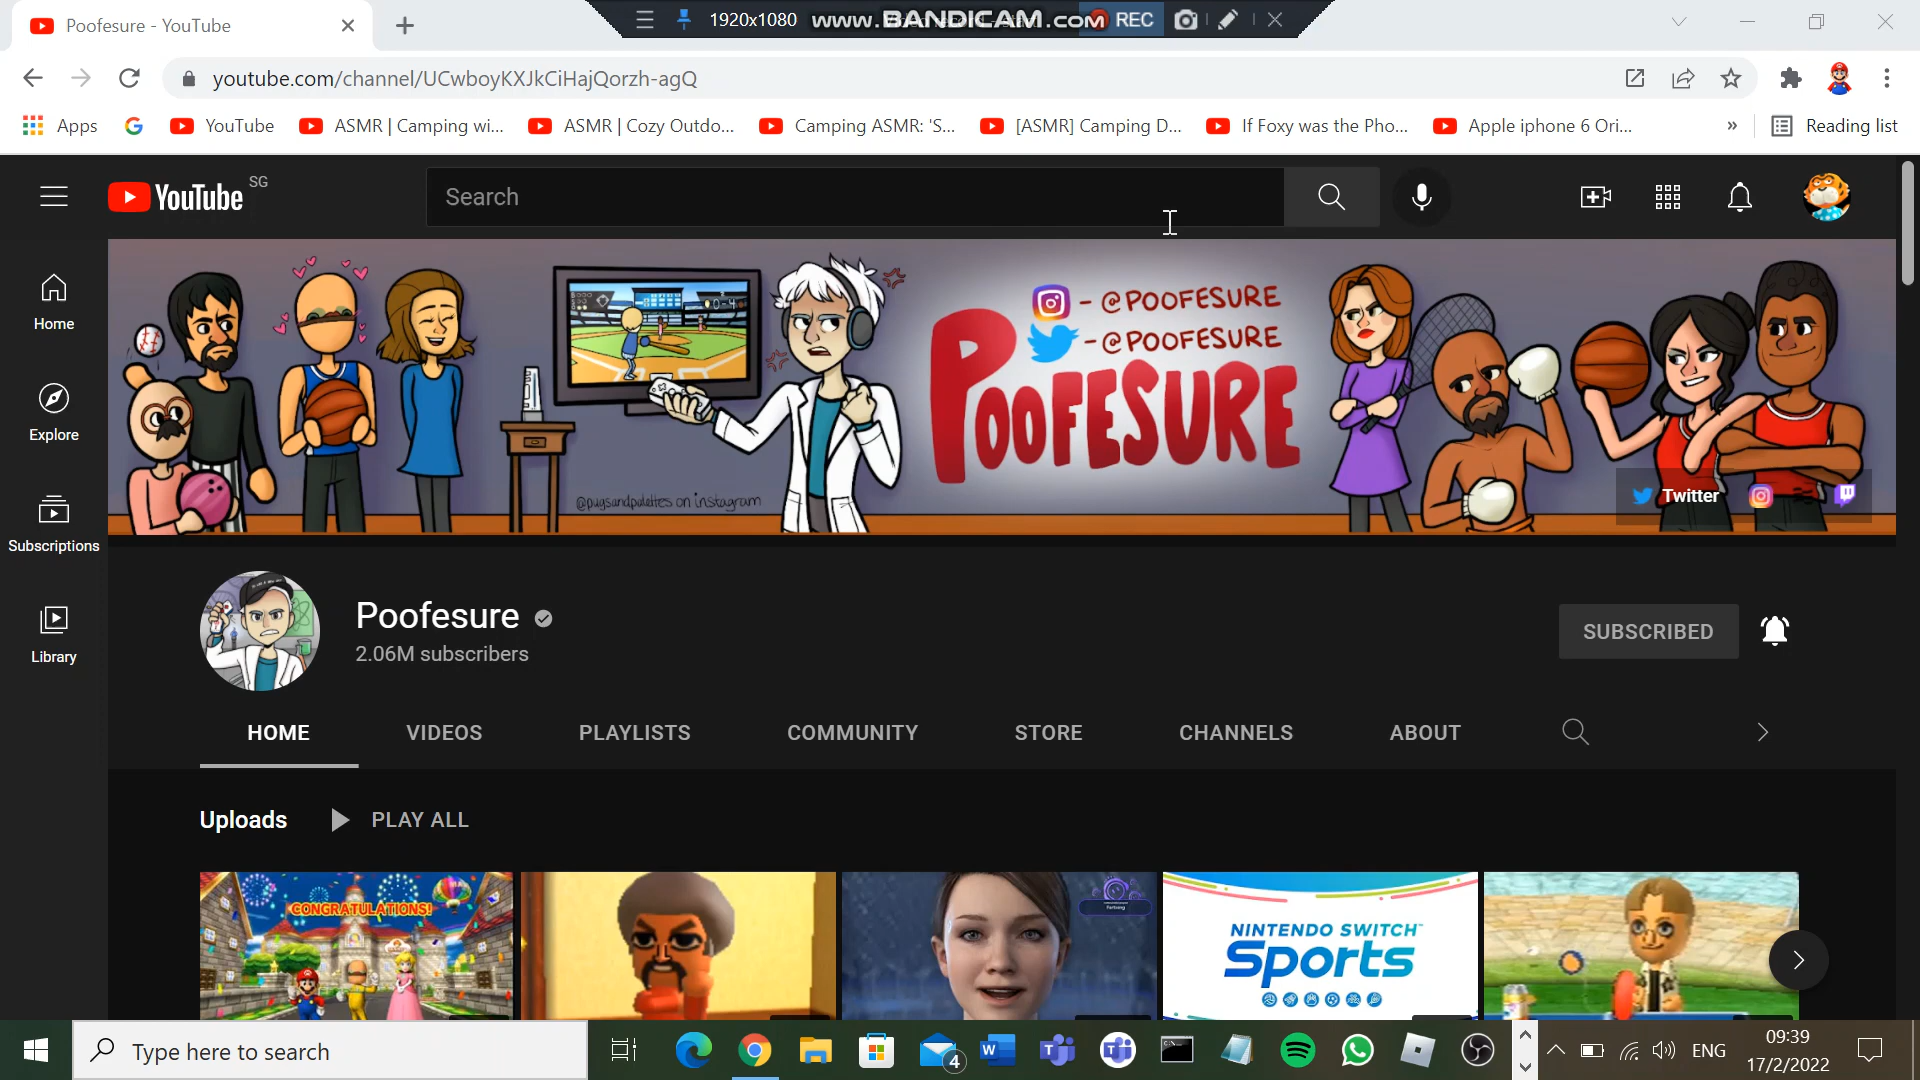 Poofesure - YouTube
1920x1080
www.BANDICAM.com
REC
youtube.com/channel/UCwboyKXJkCiHajQorzh-agQ
Apps
YouTube
ASMR | Camping wi...
ASMR | Cozy Outdo...
Camping ASMR: 'S...
[ASMR] Camping D...
If Foxy was the Pho...
Apple iphone 6 Ori...
»
Reading list
YouTube SG
Search
Home
Explore
Subscriptions
Library
- @POOFESURE
- @POOFESURE
POOFESURE
@pugsandpalettes on instagram
Twitter
Poofesure
2.06M subscribers
SUBSCRIBED
HOME
VIDEOS
PLAYLISTS
COMMUNITY
STORE
CHANNELS
ABOUT
Uploads
PLAY ALL
CONGRATULATIONS!
NINTENDO SWITCH
Sports
Type here to search
4
ENG
09:39
17/2/2022